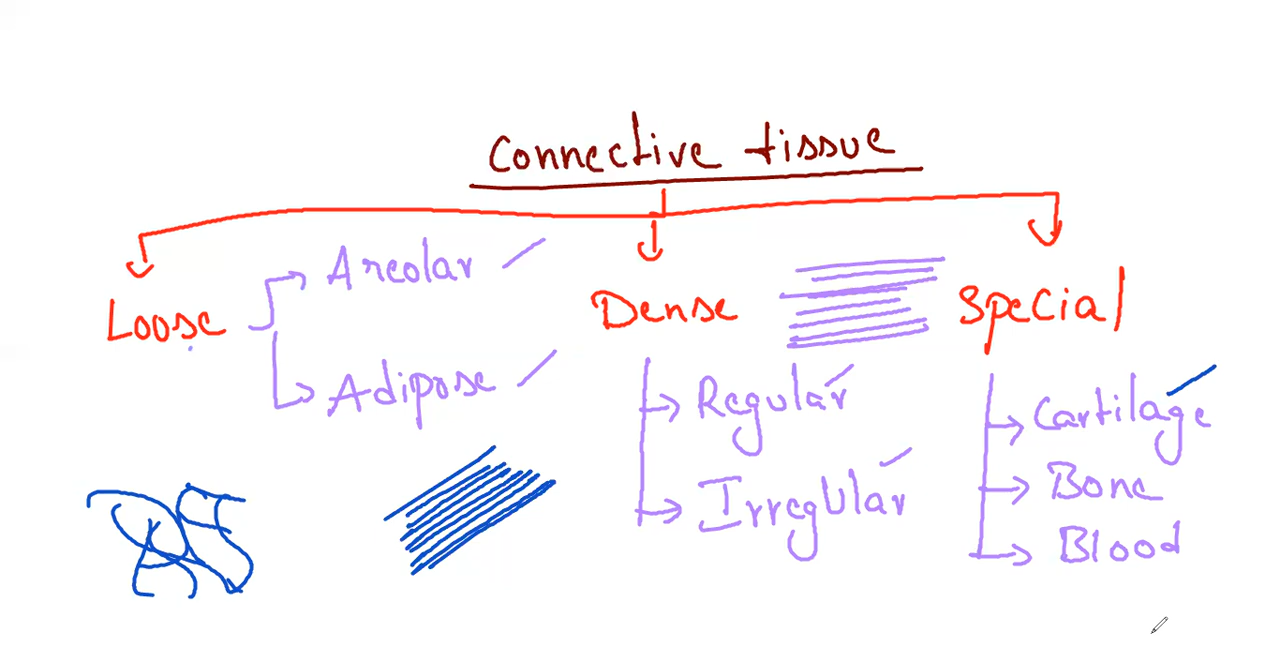 Connective tissue
Loose
Areolar
Adipose
Dense
Regular
Irregular
Special
Cartilage
Bone
Blood